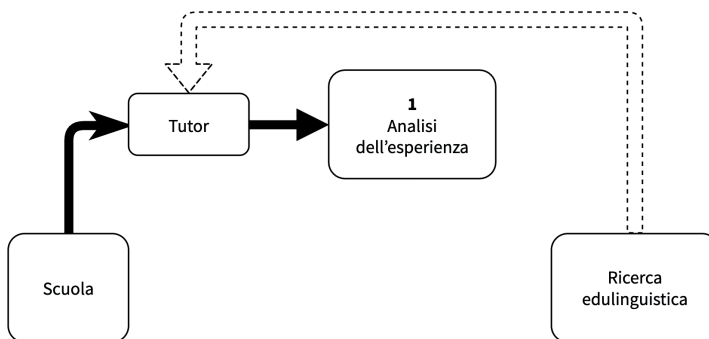 Tutor
1
Analisi
dell'esperienza
Scuola
Ricerca
edulinguistica